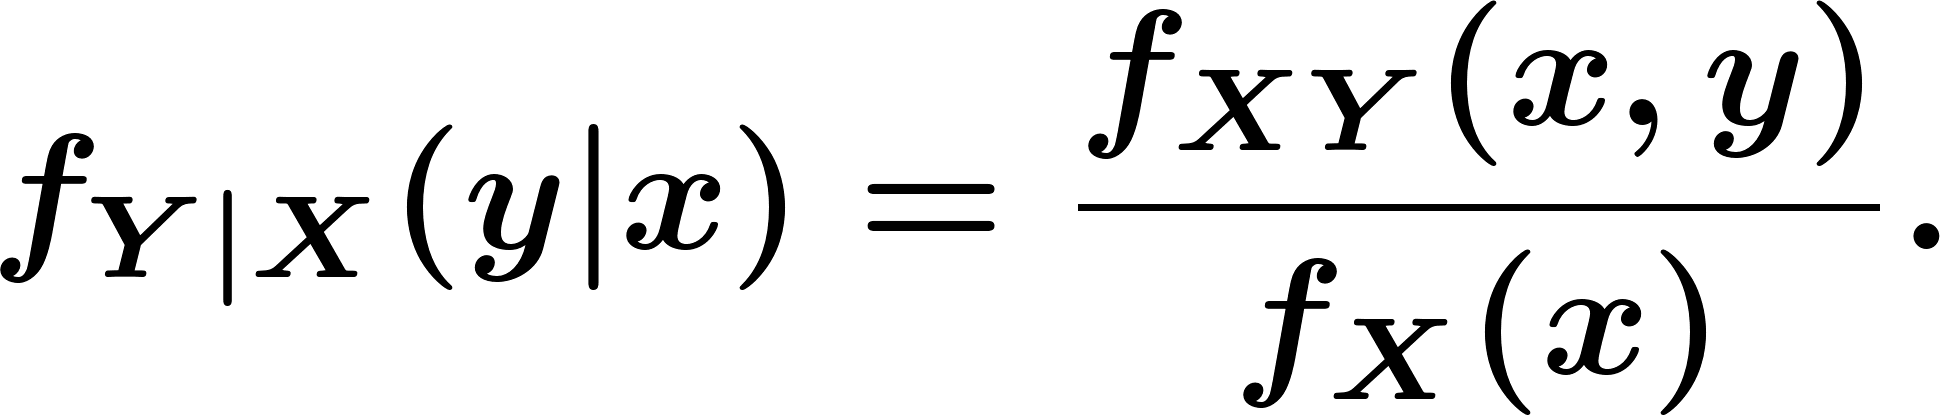 f_{Y|X}(y|x) = \frac{f_{XY}(x, y)}{f_X(x)}.